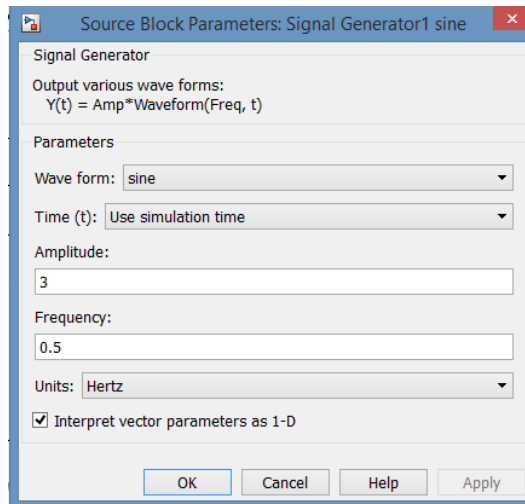 Source Block Parameters: Signal Generator1 sine
Signal Generator
Output various wave forms:
Y(t) = Amp*Waveform(Freq, t)
Parameters
Wave form: sine
Time (t): Use simulation time
Amplitude:
3
Frequency:
0.5
Units: Hertz
Interpret vector parameters as 1-D
OK Cancel Help Apply